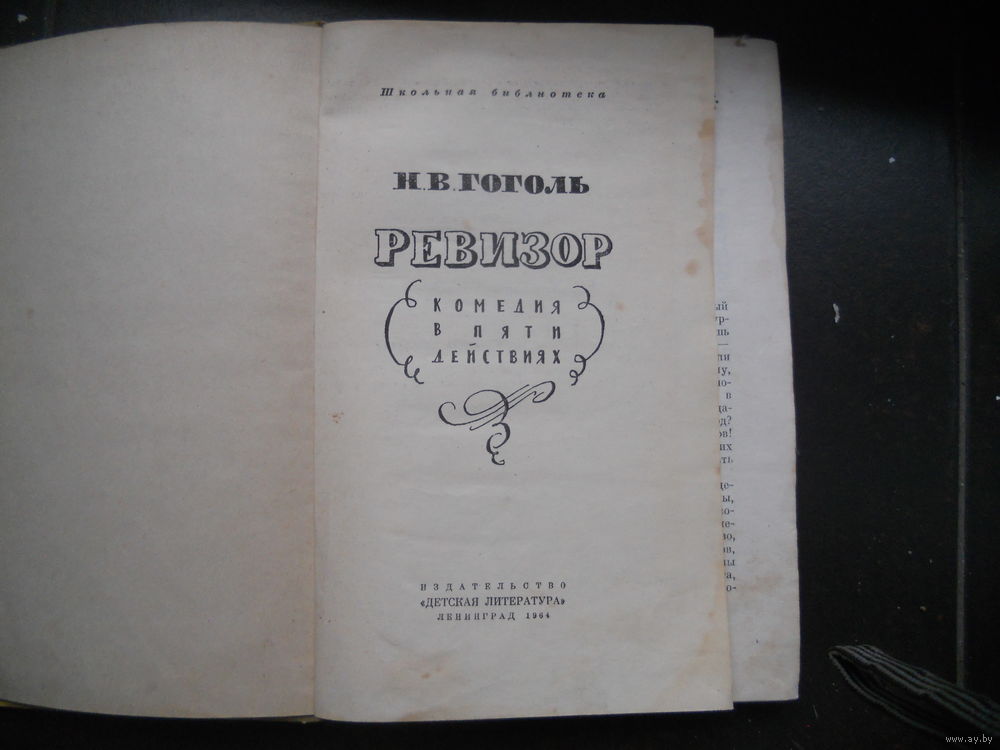 Школьная библиотека
Н.В.ГОГОЛЬ
РЕВИЗОР
КОМЕДИЯ
В ПЯТИ
ДЕЙСТВИЯХ
ИЗДАТЕЛЬСТВО
«ДЕТСКАЯ ЛИТЕРАТУРА»
ЛЕНИНГРАД 1964
www.ay.by